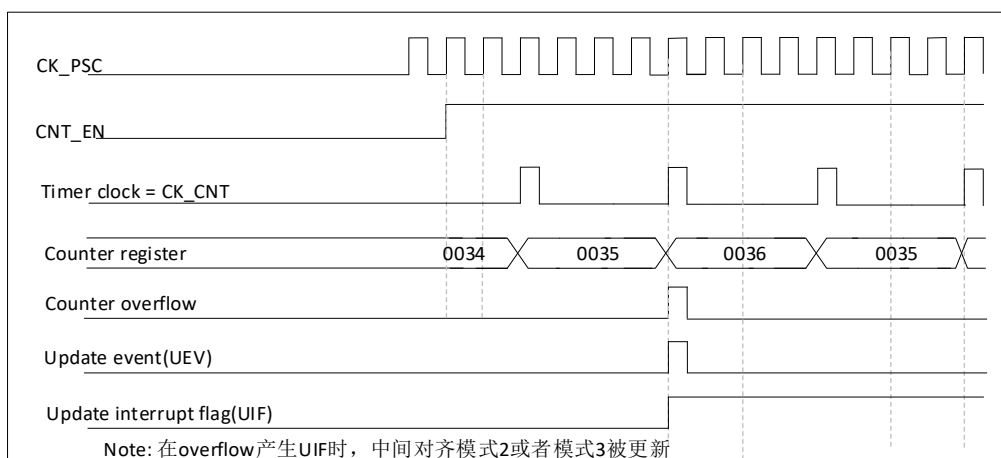 CK_PSC
CNT_EN
Timer clock = CK_CNT
Counter register 0034 0035 0036 0035
Counter overflow
Update event(UEV)
Update interrupt flag(UIF)
Note: 在overflow产生UIF时，中间对齐模式2或者模式3被更新